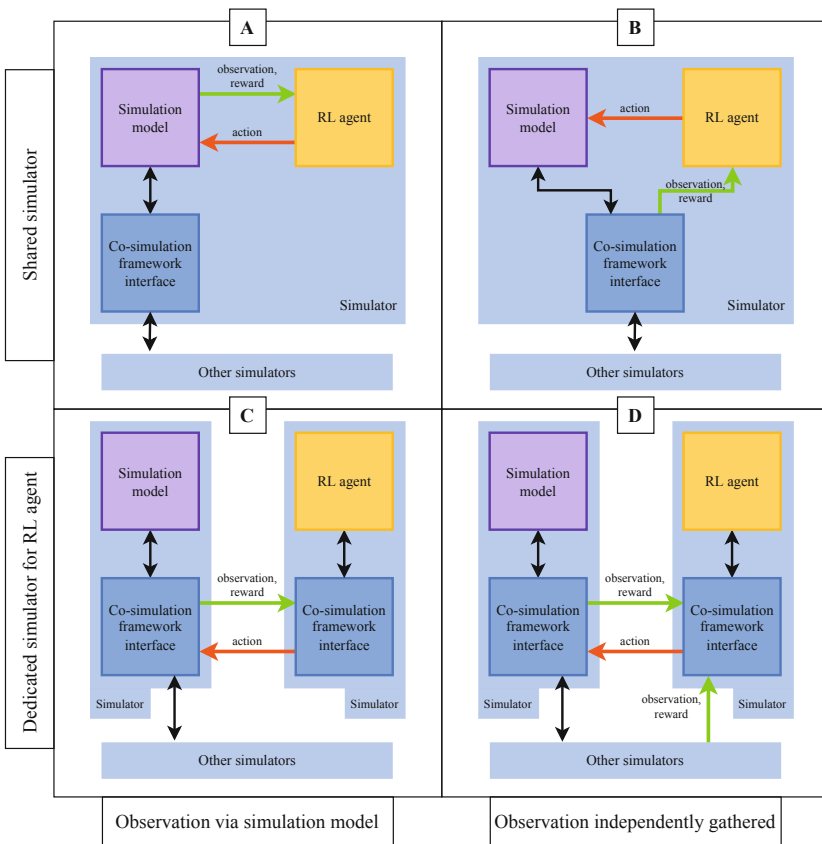 A
observation,
reward
Simulation
model
RL agent
action
Co-simulation
framework
interface
Simulator
Other simulators
B
Simulation
model
action
RL agent
observation,
reward
Co-simulation
framework
interface
Simulator
Other simulators
Shared simulator
C
Simulation
model
RL agent
observation,
reward
Co-simulation
framework
interface
action
Co-simulation
framework
interface
Simulator
Simulator
Other simulators
D
Simulation
model
RL agent
observation,
reward
Co-simulation
framework
interface
action
Co-simulation
framework
interface
Simulator
observation,
reward
Simulator
Other simulators
Dedicated simulator for RL agent
Observation via simulation model
Observation independently gathered